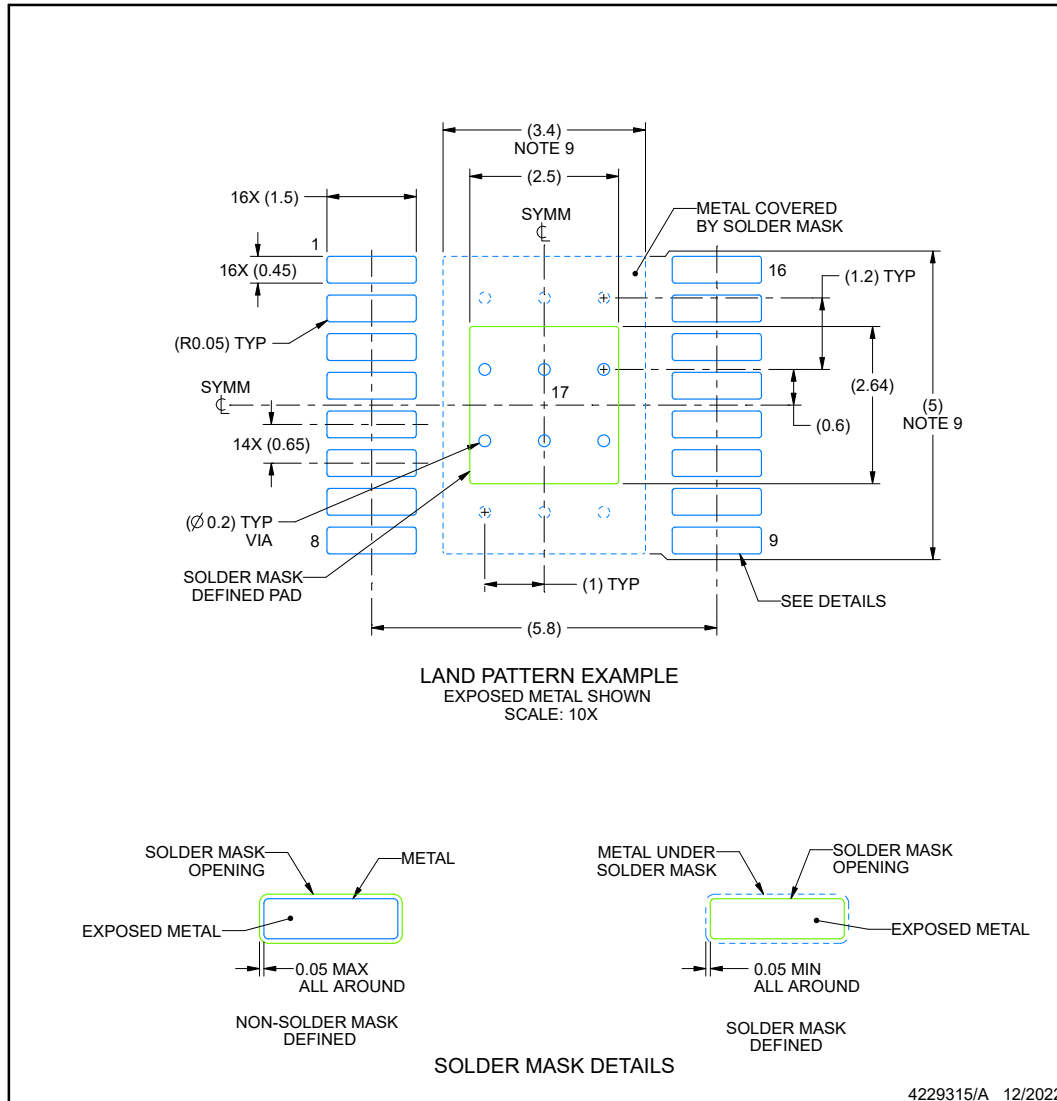 (3.4)
NOTE 9
(2.5)
16X (1.5)
SYMM
℄
METAL COVERED
BY SOLDER MASK
1
16
16X (0.45)
(1.2) TYP
(R0.05) TYP
SYMM
℄
17
(2.64)
(5)
NOTE 9
(0.6)
14X (0.65)
(Ø 0.2) TYP
VIA
8
9
SOLDER MASK
DEFINED PAD
(1) TYP
SEE DETAILS
(5.8)
LAND PATTERN EXAMPLE
EXPOSED METAL SHOWN
SCALE: 10X
SOLDER MASK
OPENING
METAL
EXPOSED METAL
0.05 MAX
ALL AROUND
NON-SOLDER MASK
DEFINED
METAL UNDER
SOLDER MASK
SOLDER MASK
OPENING
EXPOSED METAL
0.05 MIN
ALL AROUND
SOLDER MASK
DEFINED
SOLDER MASK DETAILS
4229315/A 12/2022